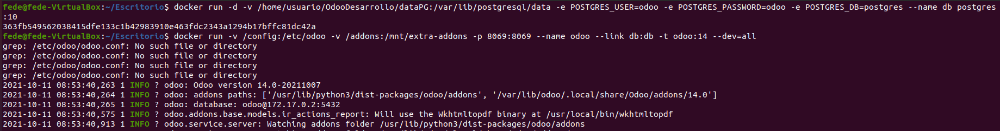 fede@fede-VirtualBox:~/Escritorio$ docker run -d -v /home/usuario/OdooDesarrollo/dataPG:/var/lib/postgresql/data -e POSTGRES_USER=odoo -e POSTGRES_PASSWORD=odoo -e POSTGRES_DB=postgres --name db postgres
:10
363fb549562038415dfe133c1b42983910e463fdc2343a1294b17bffc81dc42a
fede@fede-VirtualBox:~/Escritorio$ docker run -v /config:/etc/odoo -v /addons:/mnt/extra-addons -p 8069:8069 --name odoo --link db:db -t odoo:14 --dev=all
grep: /etc/odoo/odoo.conf: No such file or directory
grep: /etc/odoo/odoo.conf: No such file or directory
grep: /etc/odoo/odoo.conf: No such file or directory
grep: /etc/odoo/odoo.conf: No such file or directory
2021-10-11 08:53:40,263 1 INFO ? odoo: Odoo version 14.0-20211007
2021-10-11 08:53:40,264 1 INFO ? odoo: addons paths: ['/usr/lib/python3/dist-packages/odoo/addons', '/var/lib/odoo/.local/share/Odoo/addons/14.0']
2021-10-11 08:53:40,265 1 INFO ? odoo: database: odoo@172.17.0.2:5432
2021-10-11 08:53:40,575 1 INFO ? odoo.addons.base.models.ir_actions_report: Will use the Wkhtmltopdf binary at /usr/local/bin/wkhtmltopdf
2021-10-11 08:53:40,913 1 INFO ? odoo.service.server: Watching addons folder /usr/lib/python3/dist-packages/odoo/addons